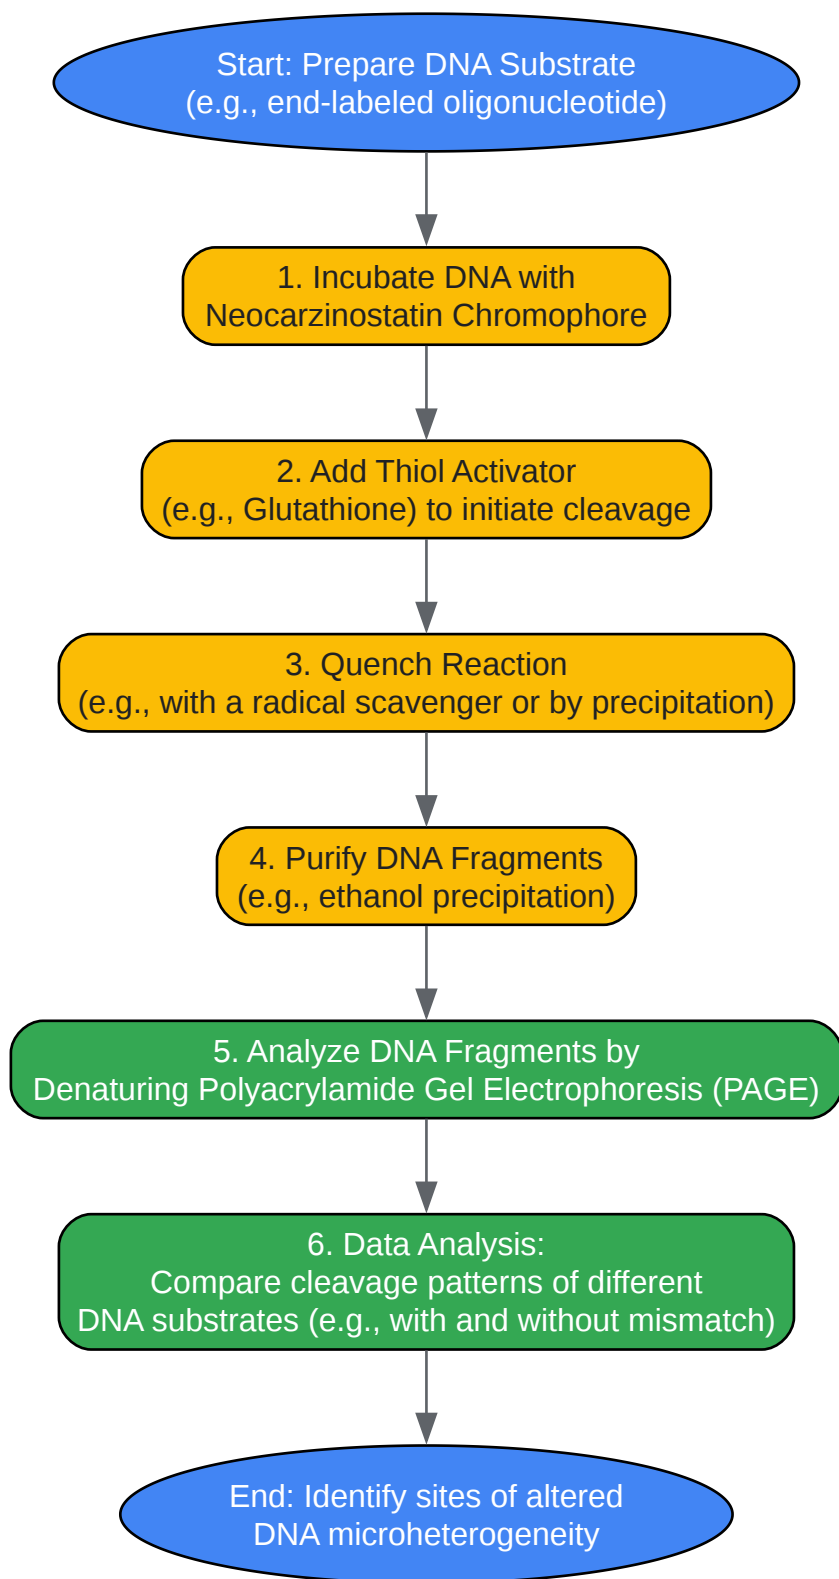 Start: Prepare DNA Substrate
(e.g., end-labeled oligonucleotide)
1. Incubate DNA with
Neocarzinostatin Chromophore
2. Add Thiol Activator
(e.g., Glutathione) to initiate cleavage
3. Quench Reaction
(e.g., with a radical scavenger or by precipitation)
4. Purify DNA Fragments
(e.g., ethanol precipitation)
5. Analyze DNA Fragments by
Denaturing Polyacrylamide Gel Electrophoresis (PAGE)
6. Data Analysis:
Compare cleavage patterns of different
DNA substrates (e.g., with and without mismatch)
End: Identify sites of altered
DNA microheterogeneity